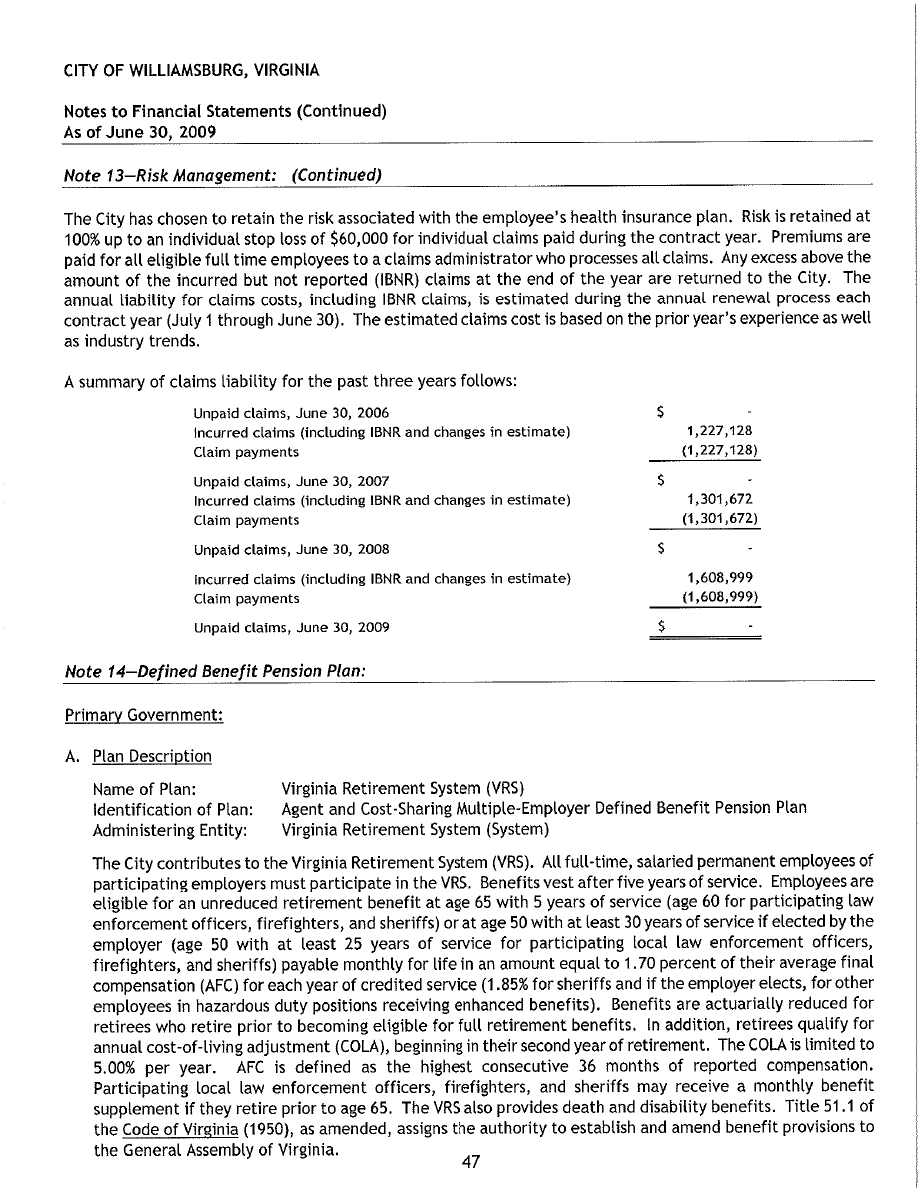 CITY OF WILLIAMSBURG, VIRGINIA
Notes to Financial Statements (Continued)
As of June 30, 2009
Note 13—Risk Management: (Continued)
The City has chosen to retain the risk associated with the employee's health insurance plan. Risk is retained at
100% up to an individual stop loss of $60,000 for individual claims paid during the contract year. Premiums are
paid for all eligible full time employees to a claims administrator who processes all claims. Any excess above the
amount of the incurred but not reported (IBNR) claims at the end of the year are returned to the City. The
annual liability for claims costs, including IBNR claims, is estimated during the annual renewal process each
contract year (July 1 through June 30). The estimated claims cost is based on the prior year's experience as well
as industry trends.
A summary of claims liability for the past three years follows:
Unpaid claims, June 30, 2006 $ -
Incurred claims (including IBNR and changes in estimate) 1,227,128
Claim payments (1,227,128)
Unpaid claims, June 30, 2007 $ -
Incurred claims (including IBNR and changes in estimate) 1,301,672
Claim payments (1,301,672)
Unpaid claims, June 30, 2008 $ -
Incurred claims (including IBNR and changes in estimate) 1,608,999
Claim payments (1,608,999)
Unpaid claims, June 30, 2009 $ -
Note 14—Defined Benefit Pension Plan:
Primary Government:
A. Plan Description
Name of Plan: Virginia Retirement System (VRS)
Identification of Plan: Agent and Cost-Sharing Multiple-Employer Defined Benefit Pension Plan
Administering Entity: Virginia Retirement System (System)
The City contributes to the Virginia Retirement System (VRS). All full-time, salaried permanent employees of
participating employers must participate in the VRS. Benefits vest after five years of service. Employees are
eligible for an unreduced retirement benefit at age 65 with 5 years of service (age 60 for participating law
enforcement officers, firefighters, and sheriffs) or at age 50 with at least 30 years of service if elected by the
employer (age 50 with at least 25 years of service for participating local law enforcement officers,
firefighters, and sheriffs) payable monthly for life in an amount equal to 1.70 percent of their average final
compensation (AFC) for each year of credited service (1.85% for sheriffs and if the employer elects, for other
employees in hazardous duty positions receiving enhanced benefits). Benefits are actuarially reduced for
retirees who retire prior to becoming eligible for full retirement benefits. In addition, retirees qualify for
annual cost-of-living adjustment (COLA), beginning in their second year of retirement. The COLA is limited to
5.00% per year. AFC is defined as the highest consecutive 36 months of reported compensation.
Participating local law enforcement officers, firefighters, and sheriffs may receive a monthly benefit
supplement if they retire prior to age 65. The VRS also provides death and disability benefits. Title 51.1 of
the Code of Virginia (1950), as amended, assigns the authority to establish and amend benefit provisions to
the General Assembly of Virginia.
47